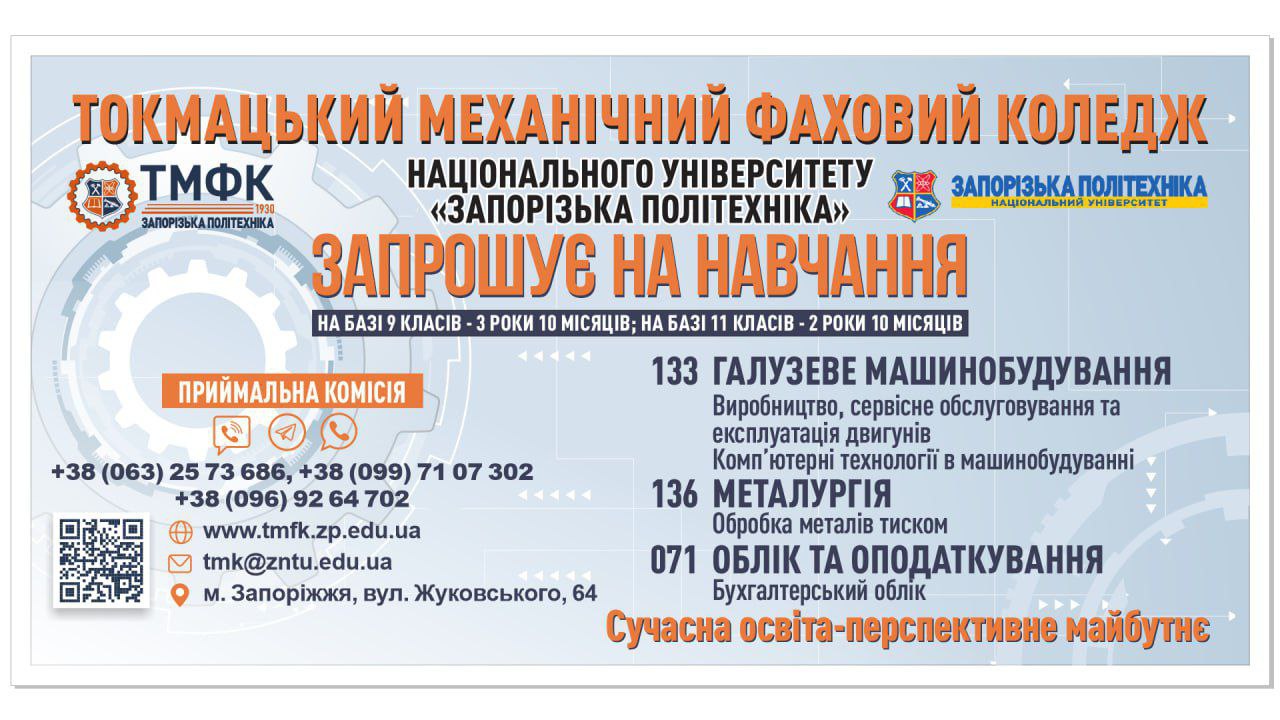 ТОКМАЦЬКИЙ МЕХАНІЧНИЙ ФАХОВИЙ КОЛЕДЖ
НАЦІОНАЛЬНОГО УНІВЕРСИТЕТУ
«ЗАПОРІЗЬКА ПОЛІТЕХНІКА»
ТМФК
1930
ЗАПОРІЗЬКА ПОЛІТЕХНІКА
ЗАПОРІЗЬКА ПОЛІТЕХНІКА
НАЦІОНАЛЬНИЙ УНІВЕРСИТЕТ
ЗАПРОШУЄ НА НАВЧАННЯ
НА БАЗІ 9 КЛАСІВ - 3 РОКИ 10 МІСЯЦІВ; НА БАЗІ 11 КЛАСІВ - 2 РОКИ 10 МІСЯЦІВ
ПРИЙМАЛЬНА КОМІСІЯ
+38 (063) 25 73 686, +38 (099) 71 07 302
+38 (096) 92 64 702
www.tmfk.zp.edu.ua
tmk@zntu.edu.ua
м. Запоріжжя, вул. Жуковського, 64
133 ГАЛУЗЕВЕ МАШИНОБУДУВАННЯ
Виробництво, сервісне обслуговування та
експлуатація двигунів
Комп’ютерні технології в машинобудуванні
136 МЕТАЛУРГІЯ
Обробка металів тиском
071 ОБЛІК ТА ОПОДАТКУВАННЯ
Бухгалтерський облік
Сучасна освіта-перспективне майбутнє